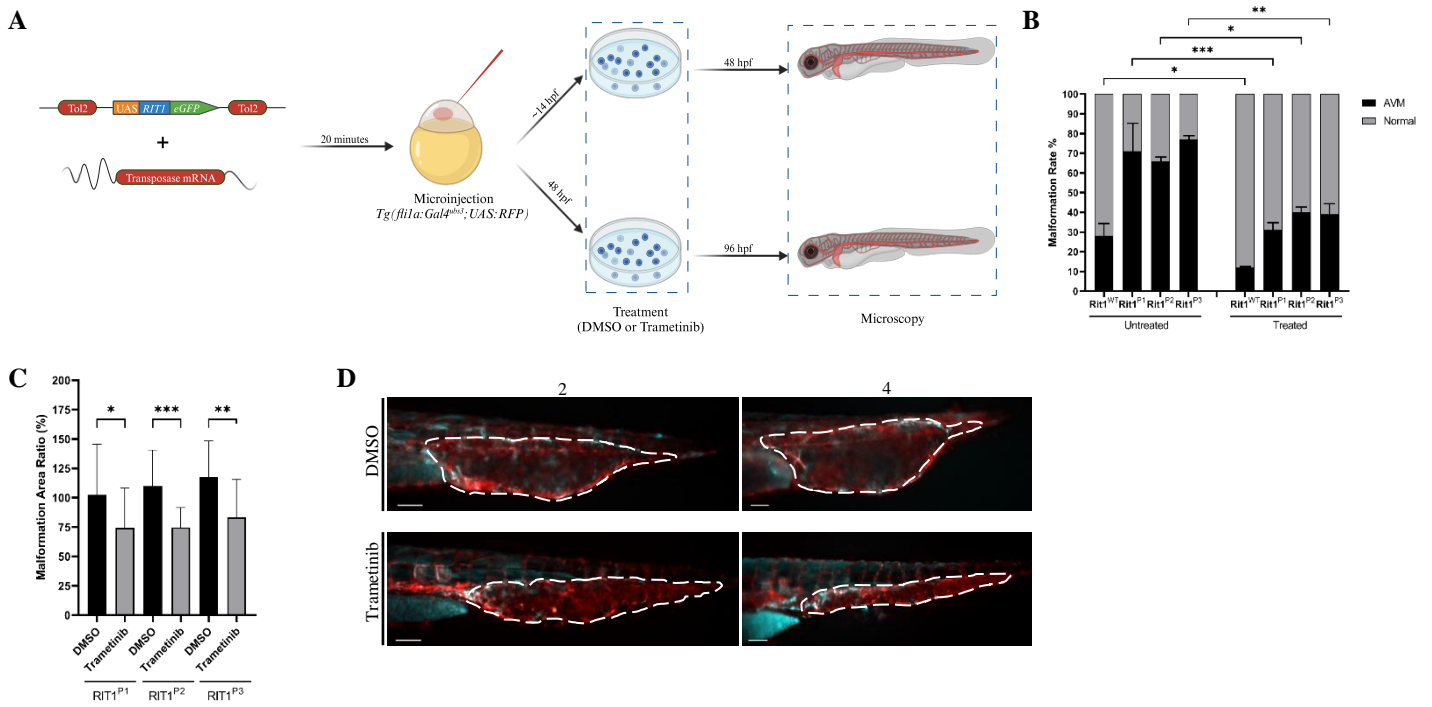 A
Tol2 UAS RIT1 eGFP Tol2
+
Transposase mRNA
20 minutes
Microinjection
Tg(fli1a:Gal4ubs3;UAS:RFP)
~14 hpf
48 hpf
48 hpf
96 hpf
Treatment
(DMSO or Trametinib)
Microscopy
B
**
*
***
*
Malformation Rate %
100
90
80
70
60
50
40
30
20
10
0
Rit1WT Rit1P1 Rit1P2 Rit1P3 Rit1WT Rit1P1 Rit1P2 Rit1P3
Untreated Treated
AVM
Normal
C
Malformation Area Ratio (%)
200
175
150
125
100
75
50
25
0
* *** **
DMSO Trametinib DMSO Trametinib DMSO Trametinib
RIT1P1 RIT1P2 RIT1P3
D
2 4
DMSO
Trametinib